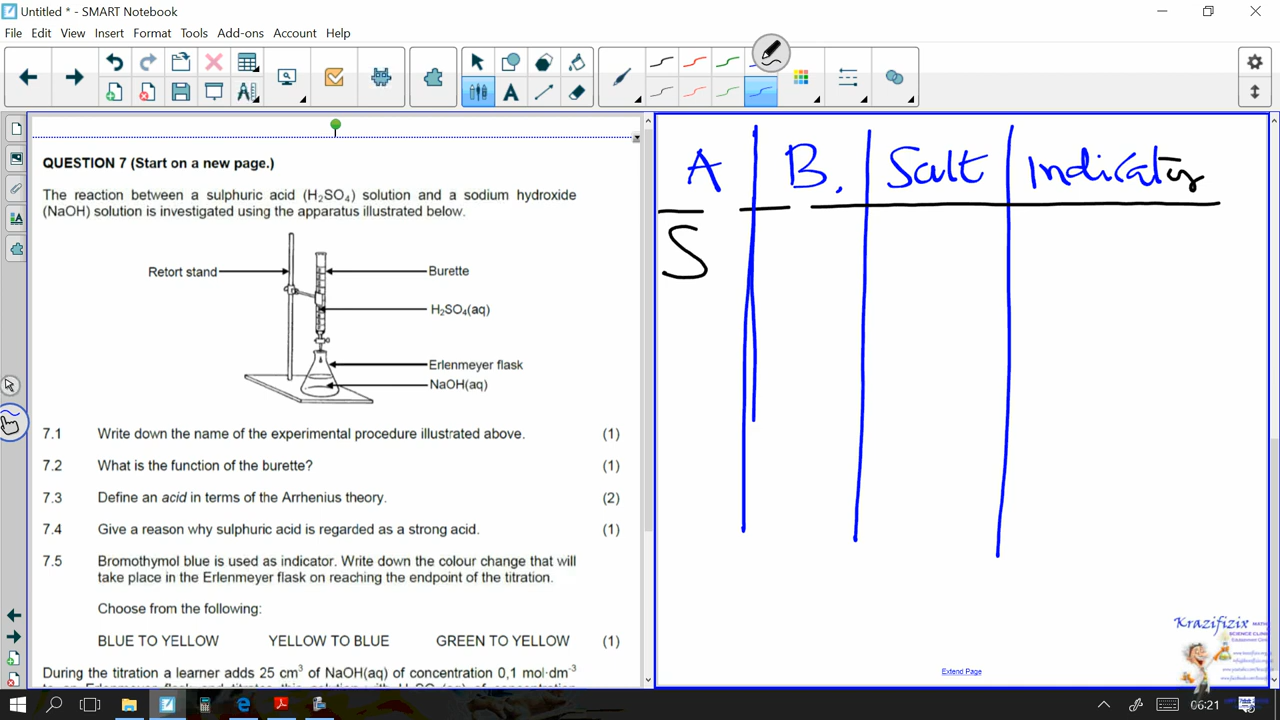 Untitled * - SMART Notebook
File Edit View Insert Format Tools Add-ons Account Help
QUESTION 7 (Start on a new page.)
The reaction between a sulphuric acid (H₂SO₄) solution and a sodium hydroxide
(NaOH) solution is investigated using the apparatus illustrated below.
Retort stand
Burette
H₂SO₄(aq)
Erlenmeyer flask
NaOH(aq)
7.1 Write down the name of the experimental procedure illustrated above. (1)
7.2 What is the function of the burette? (1)
7.3 Define an acid in terms of the Arrhenius theory. (2)
7.4 Give a reason why sulphuric acid is regarded as a strong acid. (1)
7.5 Bromothymol blue is used as indicator. Write down the colour change that will
take place in the Erlenmeyer flask on reaching the endpoint of the titration.
Choose from the following:
BLUE TO YELLOW YELLOW TO BLUE GREEN TO YELLOW (1)
During the titration a learner adds 25 cm³ of NaOH(aq) of concentration 0,1 mol·dm⁻³
A B. Salt Indicator
S
Krazifizix
SCIENCE CLINIC
Extend Page
06:21